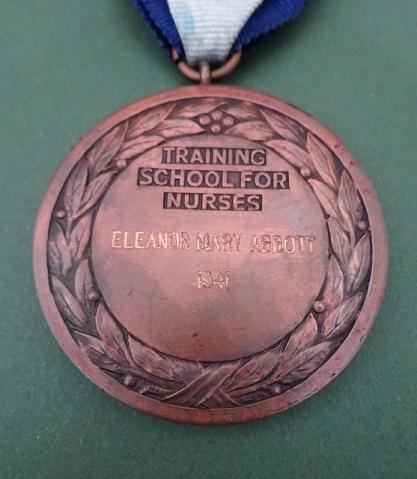 TRAINING
SCHOOL FOR
NURSES
ELEANOR MARY ABBOTT
1941